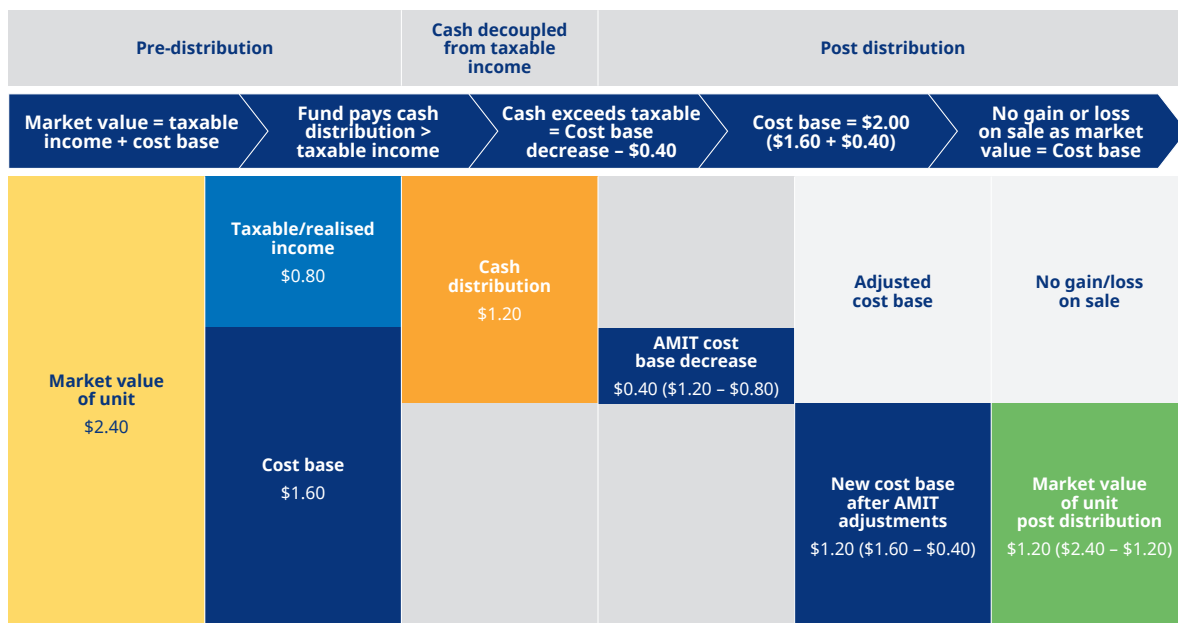 Pre-distribution
Cash decoupled
from taxable
income
Post distribution
Market value = taxable
income + cost base
Fund pays cash
distribution >
taxable income
Cash exceeds taxable
= Cost base
decrease – $0.40
Cost base = $2.00
($1.60 + $0.40)
No gain or loss
on sale as market
value = Cost base
Market value
of unit
$2.40
Taxable/realised
income
$0.80
Cost base
$1.60
Cash
distribution
$1.20
AMIT cost
base decrease
$0.40 ($1.20 – $0.80)
Adjusted
cost base
New cost base
after AMIT
adjustments
$1.20 ($1.60 – $0.40)
No gain/loss
on sale
Market value
of unit
post distribution
$1.20 ($2.40 – $1.20)